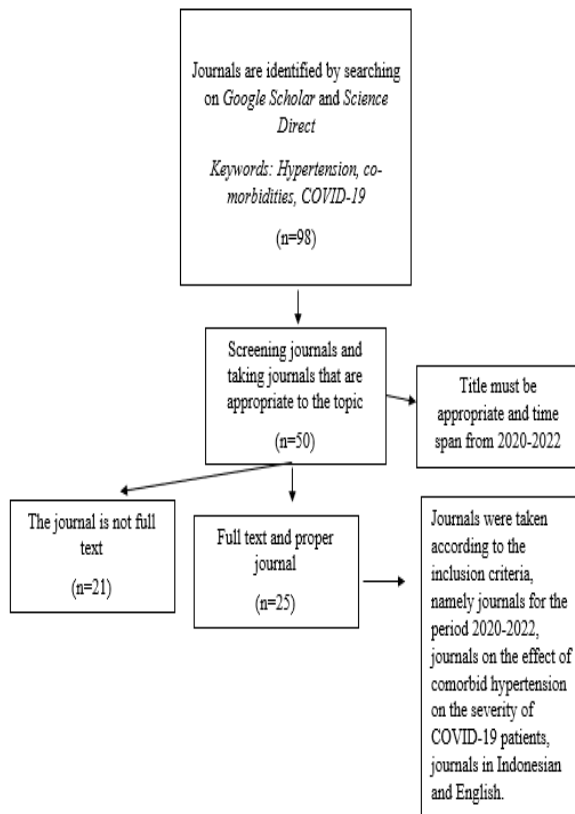 Journals are identified by searching
on Google Scholar and Science
Direct
Keywords: Hypertension, co-
morbidities, COVID-19
(n=98)
Screening journals and
taking journals that are
appropriate to the topic
(n=50)
Title must be
appropriate and time
span from 2020-2022
The journal is not full
text
(n=21)
Full text and proper
journal
(n=25)
Journals were taken
according to the
inclusion criteria,
namely journals for the
period 2020-2022,
journals on the effect of
comorbid hypertension
on the severity of
COVID-19 patients,
journals in Indonesian
and English.